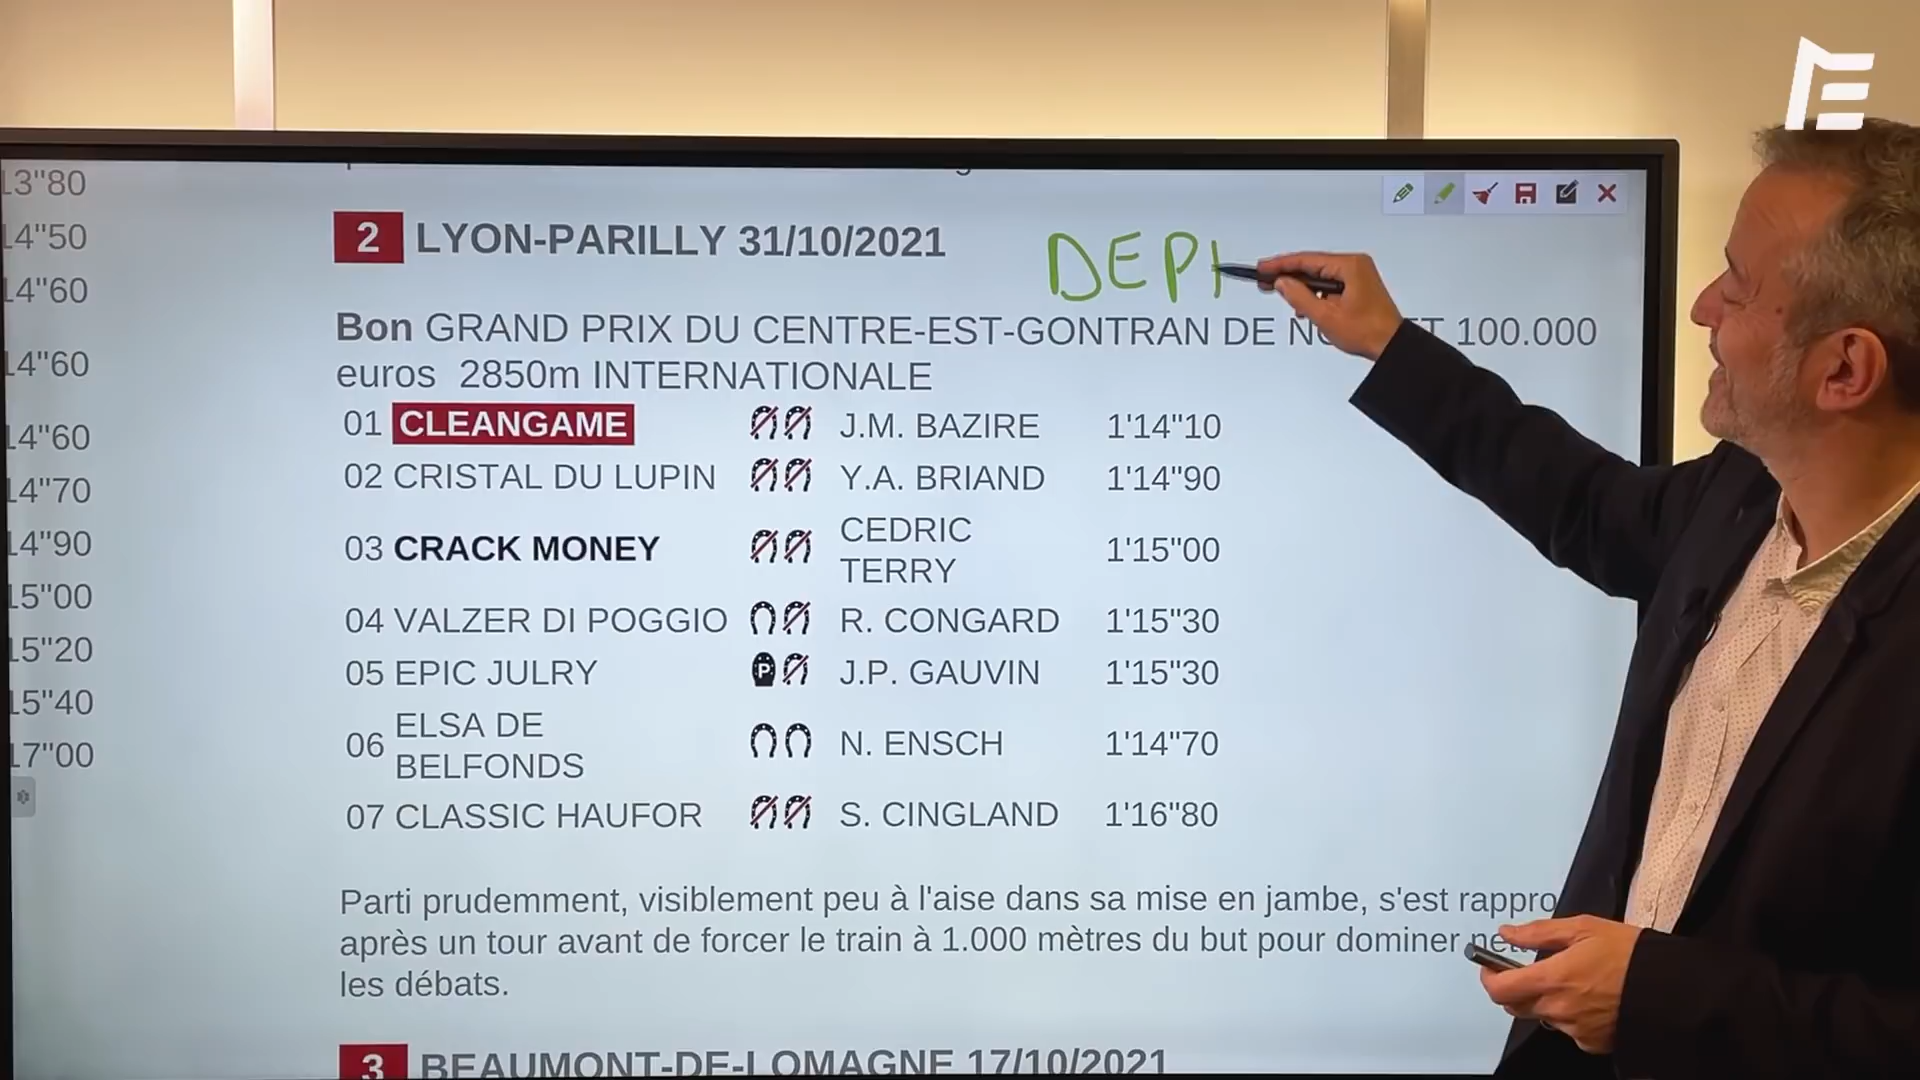 13"80
14"50
14"60
14"60
14"60
14"70
14"90
15"00
15"20
15"40
17"00
2 LYON-PARILLY 31/10/2021
DEP
Bon GRAND PRIX DU CENTRE-EST-GONTRAN DE 100.000
euros 2850m INTERNATIONALE
01 CLEANGAME J.M. BAZIRE 1'14"10
02 CRISTAL DU LUPIN Y.A. BRIAND 1'14"90
03 CRACK MONEY CEDRIC TERRY 1'15"00
04 VALZER DI POGGIO R. CONGARD 1'15"30
05 EPIC JULRY P J.P. GAUVIN 1'15"30
06 ELSA DE BELFONDS N. ENSCH 1'14"70
07 CLASSIC HAUFOR S. CINGLAND 1'16"80
Parti prudemment, visiblement peu à l'aise dans sa mise en jambe, s'est rappro
après un tour avant de forcer le train à 1.000 mètres du but pour dominer
les débats.
3 BEAUMONT-DE-LOMAGNE 17/10/2021